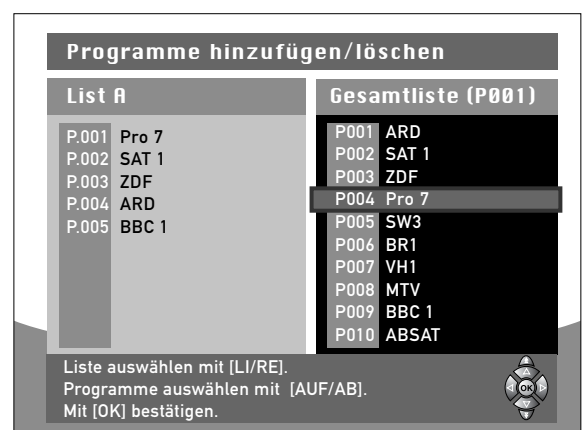 Programme hinzufügen/löschen
List A
P.001 Pro 7
P.002 SAT 1
P.003 ZDF
P.004 ARD
P.005 BBC 1
Gesamtliste (P001)
P001 ARD
P002 SAT 1
P003 ZDF
P004 Pro 7
P005 SW3
P006 BR1
P007 VH1
P008 MTV
P009 BBC 1
P010 ABSAT
Liste auswählen mit [LI/RE].
Programme auswählen mit [AUF/AB].
Mit [OK] bestätigen.
OK